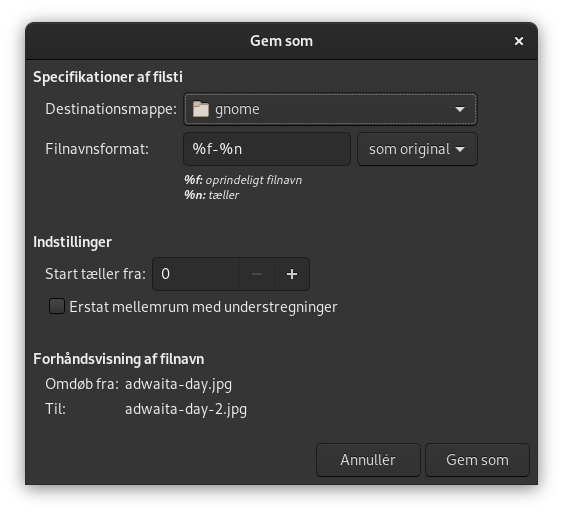 Gem som
Specifikationer af filsti
Destinationsmappe: gnome
Filnavnsformat: %f-%n som original
%f: oprindeligt filnavn
%n: tæller
Indstillinger
Start tæller fra: 0
Erstat mellemrum med understregninger
Forhåndsvisning af filnavn
Omdøb fra: adwaita-day.jpg
Til: adwaita-day-2.jpg
Annullér Gem som